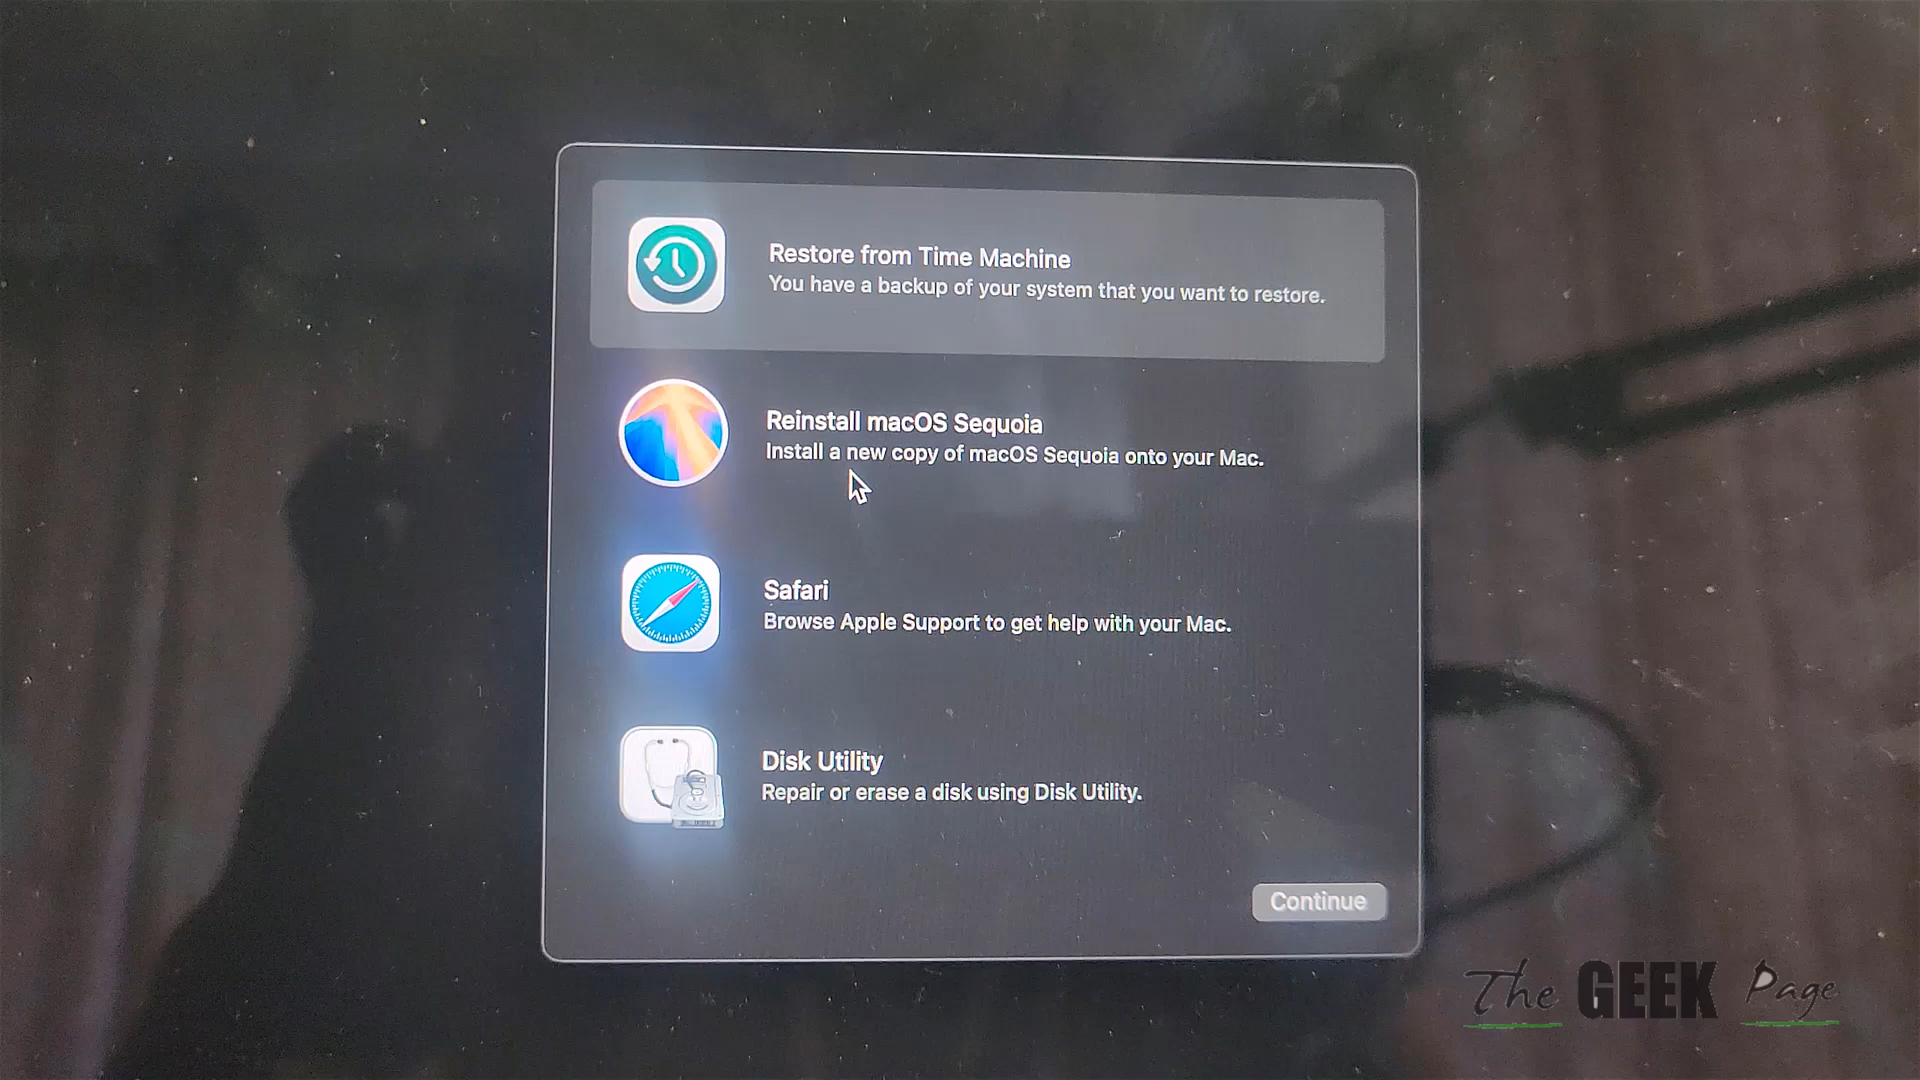 Restore from Time Machine
You have a backup of your system that you want to restore.
Reinstall macOS Sequoia
Install a new copy of macOS Sequoia onto your Mac.
Safari
Browse Apple Support to get help with your Mac.
Disk Utility
Repair or erase a disk using Disk Utility.
Continue
The GEEK Page